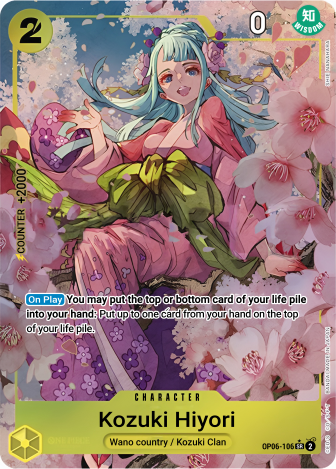 2
0
知
WISDOM
COUNTER +2000
On Play You may put the top or bottom card of your life pile
into your hand: Put up to one card from your hand on the top
of your life pile.
CHARACTER
Kozuki Hiyori
Wano country / Kozuki Clan
OP06-106 SR 2